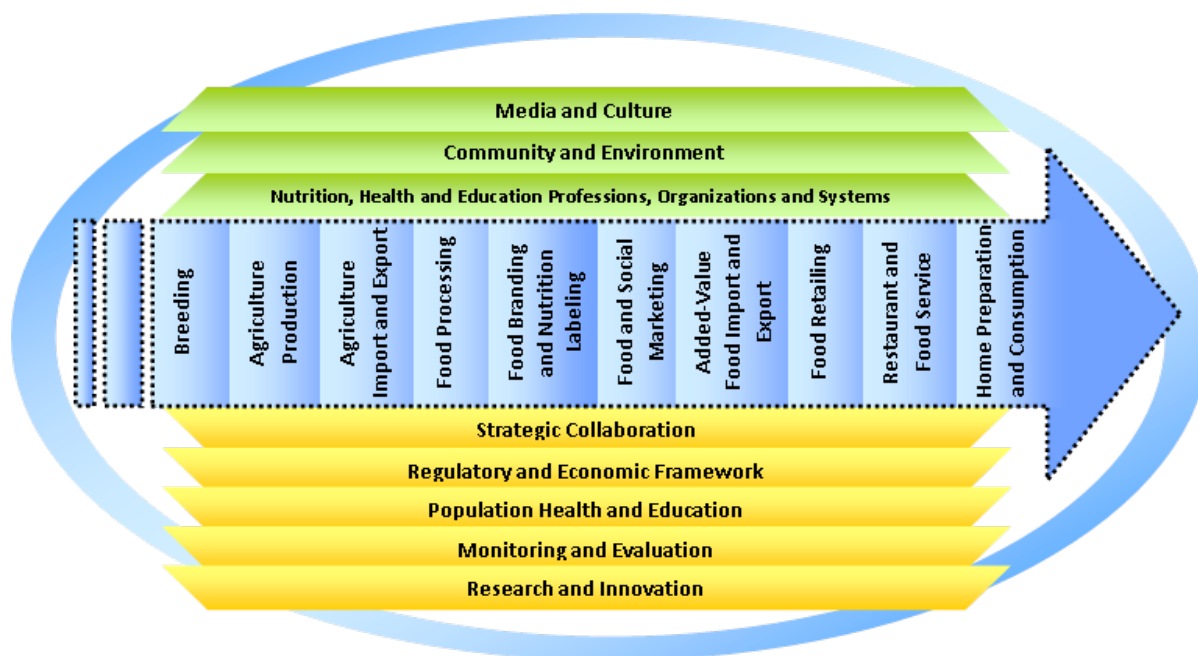 Media and Culture
Community and Environment
Nutrition, Health and Education Professions, Organizations and Systems
Breeding
Agriculture
Production
Agriculture
Import and Export
Food Processing
Food Branding
and Nutrition
Labeling
Food and Social
Marketing
Added-Value
Food Import and
Export
Food Retailing
Restaurant and
Food Service
Home Preparation
and Consumption
Strategic Collaboration
Regulatory and Economic Framework
Population Health and Education
Monitoring and Evaluation
Research and Innovation